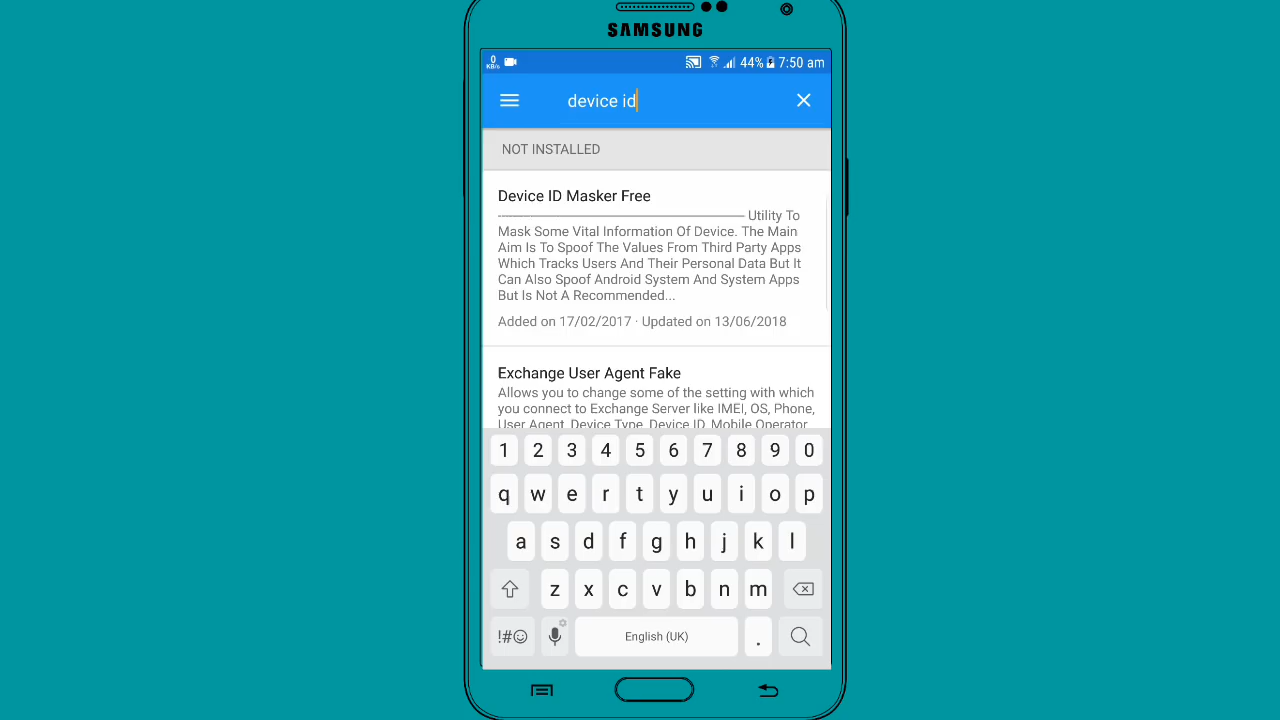 SAMSUNG
0 KB/s 44% 7:50 am
device id
NOT INSTALLED
Device ID Masker Free
---------------------------------------------------------------- Utility To
Mask Some Vital Information Of Device. The Main
Aim Is To Spoof The Values From Third Party Apps
Which Tracks Users And Their Personal Data But It
Can Also Spoof Android System And System Apps
But Is Not A Recommended...
Added on 17/02/2017 · Updated on 13/06/2018
Exchange User Agent Fake
Allows you to change some of the setting with which
you connect to Exchange Server like IMEI, OS, Phone,
User Agent, Device Type, Device ID, Mobile Operator
1 2 3 4 5 6 7 8 9 0
q w e r t y u i o p
a s d f g h j k l
z x c v b n m
!#☺ English (UK) .